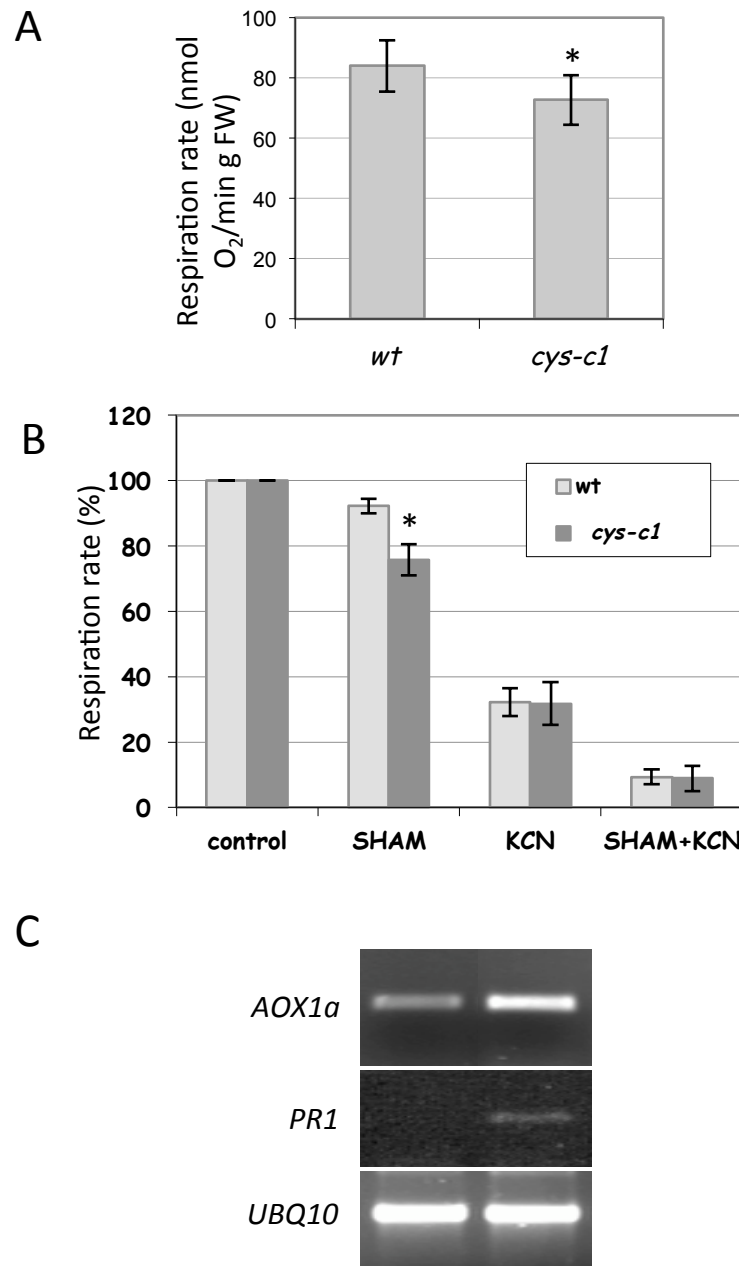 A
Respiration rate (nmol
O₂/min g FW)
100
80
60
40
20
0
*
wt
cys-c1
B
Respiration rate (%)
120
100
80
60
40
20
0
*
wt
cys-c1
control
SHAM
KCN
SHAM+KCN
C
AOX1a
PR1
UBQ10